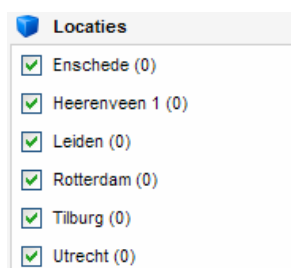 Locaties
Enschede (0)
Heerenveen 1 (0)
Leiden (0)
Rotterdam (0)
Tilburg (0)
Utrecht (0)